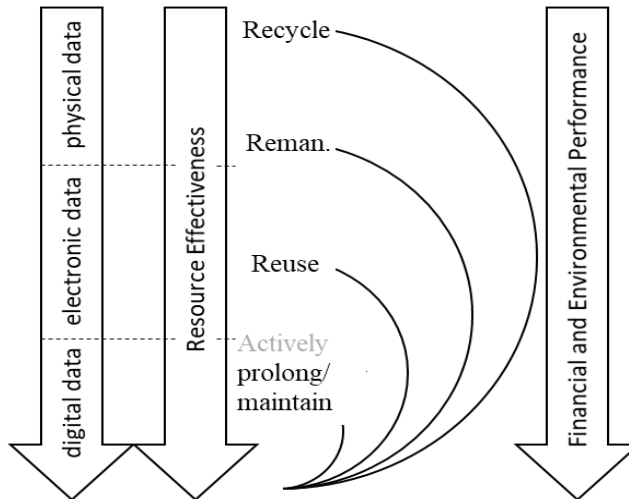 physical data
electronic data
digital data
Resource Effectiveness
Recycle
Reman.
Reuse
Actively
prolong/
maintain
Financial and Environmental Performance